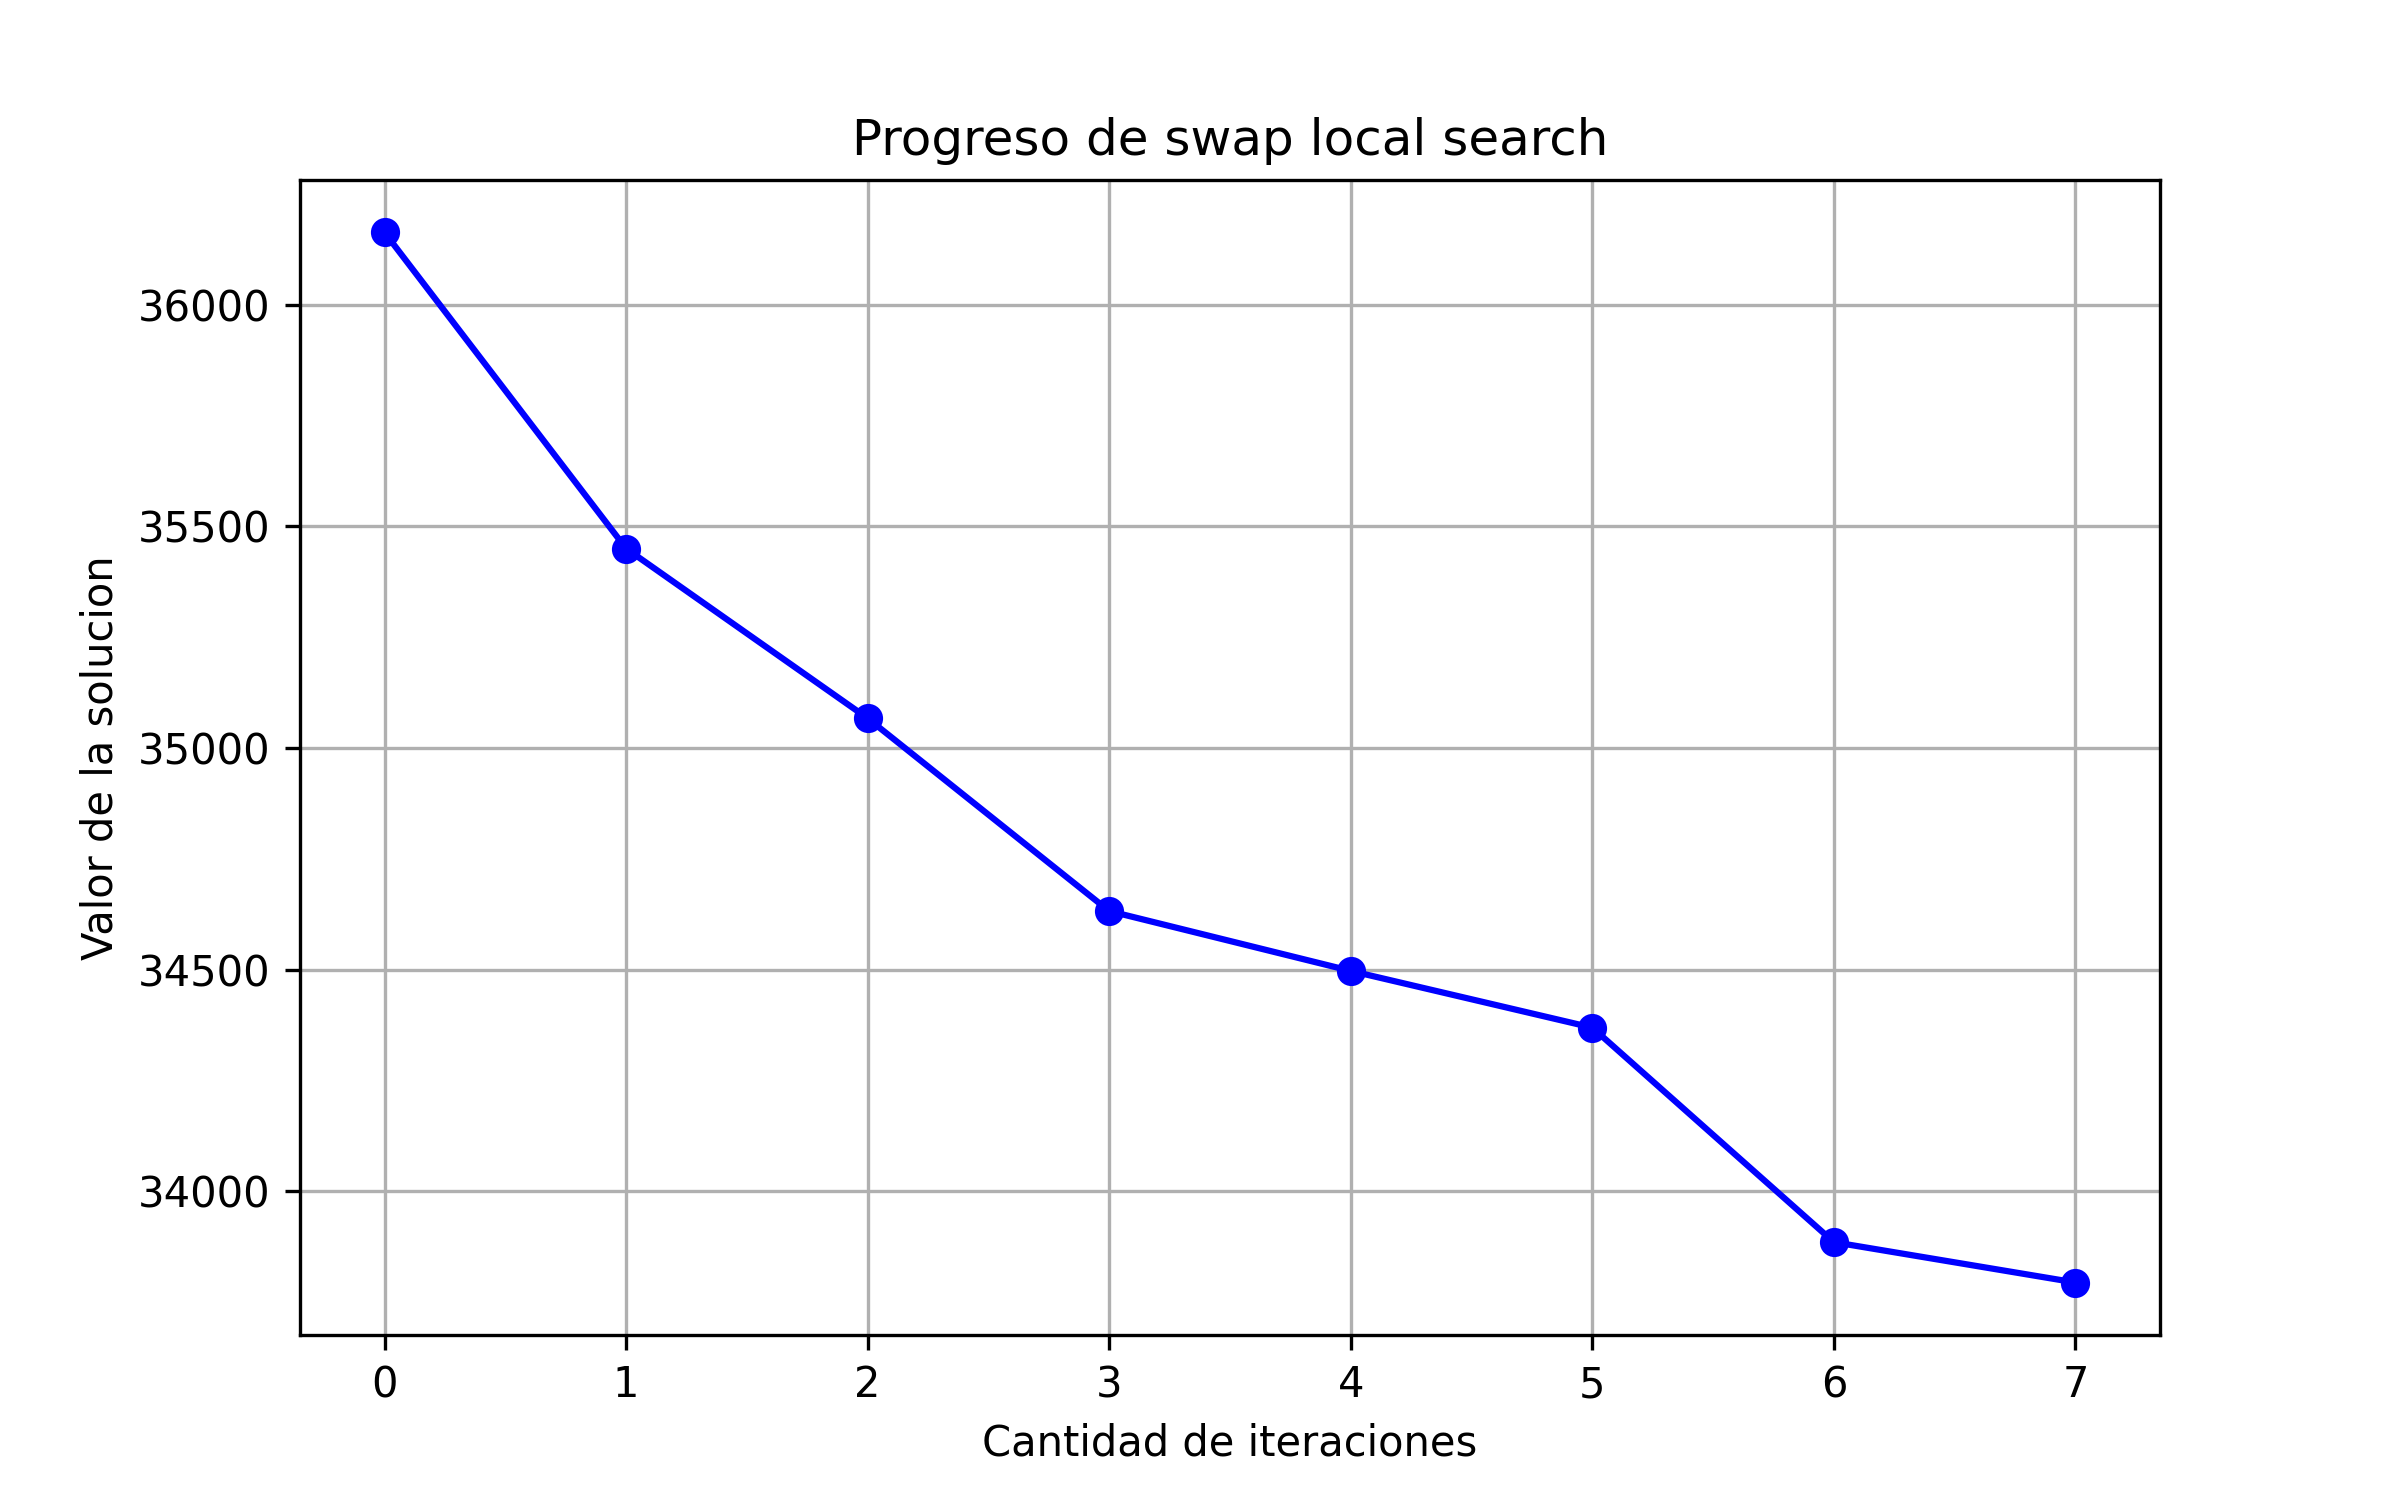 Progreso de swap local search
Valor de la solucion
36000
35500
35000
34500
34000
0 1 2 3 4 5 6 7
Cantidad de iteraciones